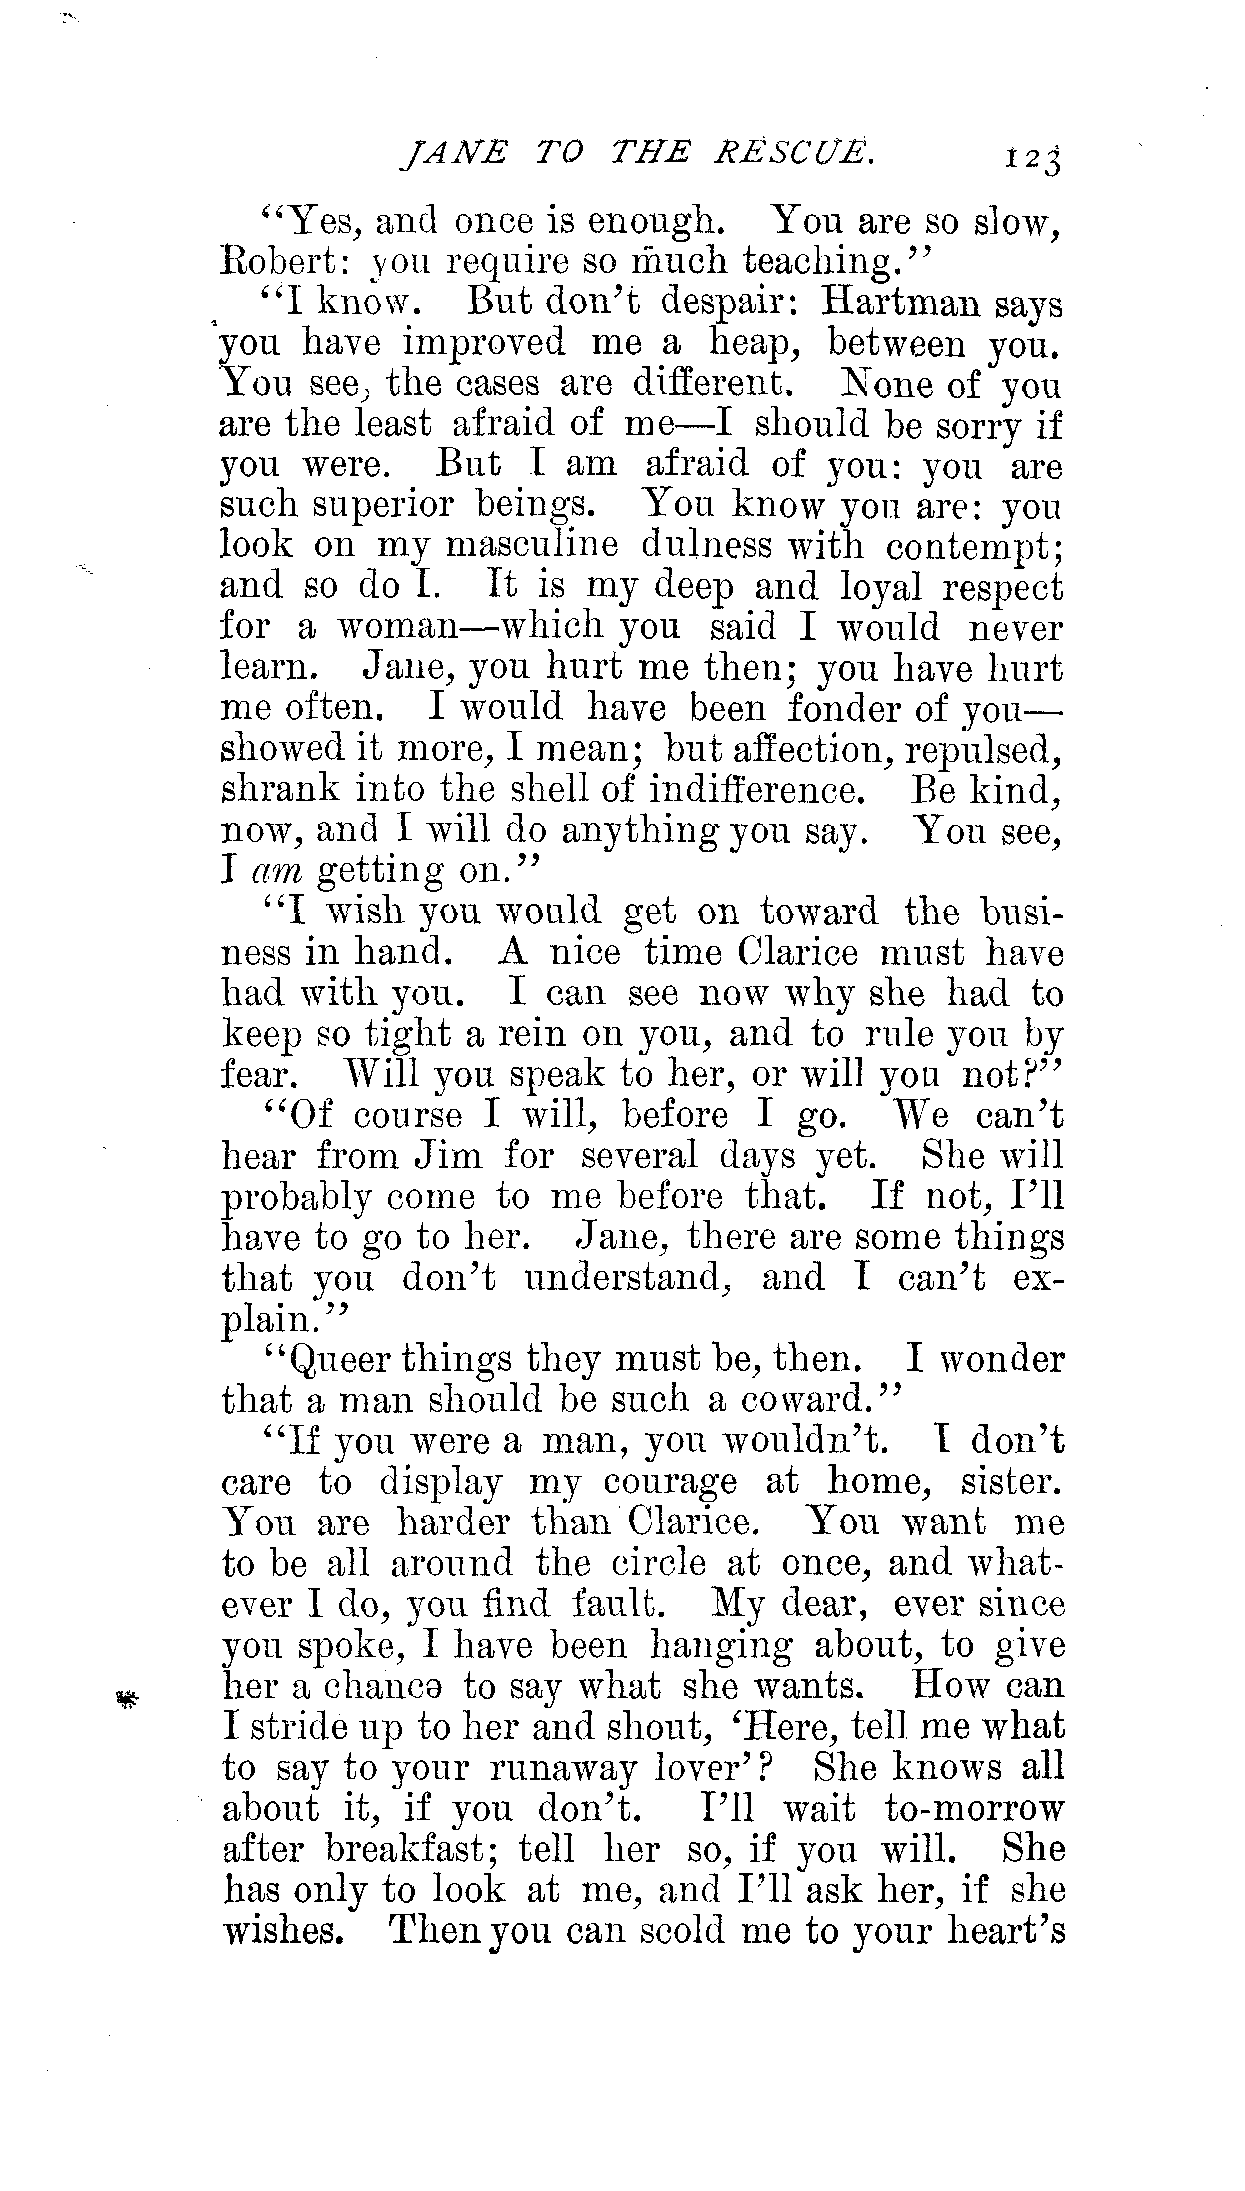 JANE TO THE RESCUE. 123
“Yes, and once is enough. You are so slow,
Robert: you require so much teaching.”
“I know. But don’t despair: Hartman says
you have improved me a heap, between you.
You see, the cases are different. None of you
are the least afraid of me—I should be sorry if
you were. But I am afraid of you: you are
such superior beings. You know you are: you
look on my masculine dulness with contempt;
and so do I. It is my deep and loyal respect
for a woman—which you said I would never
learn. Jane, you hurt me then; you have hurt
me often. I would have been fonder of you—
showed it more, I mean; but affection, repulsed,
shrank into the shell of indifference. Be kind,
now, and I will do anything you say. You see,
I am getting on.”
“I wish you would get on toward the busi-
ness in hand. A nice time Clarice must have
had with you. I can see now why she had to
keep so tight a rein on you, and to rule you by
fear. Will you speak to her, or will you not?”
“Of course I will, before I go. We can’t
hear from Jim for several days yet. She will
probably come to me before that. If not, I’ll
have to go to her. Jane, there are some things
that you don’t understand, and I can’t ex-
plain.”
“Queer things they must be, then. I wonder
that a man should be such a coward.”
“If you were a man, you wouldn’t. I don’t
care to display my courage at home, sister.
You are harder than Clarice. You want me
to be all around the circle at once, and what-
ever I do, you find fault. My dear, ever since
you spoke, I have been hanging about, to give
her a chance to say what she wants. How can
I stride up to her and shout, ‘Here, tell me what
to say to your runaway lover’? She knows all
about it, if you don’t. I’ll wait to-morrow
after breakfast; tell her so, if you will. She
has only to look at me, and I’ll ask her, if she
wishes. Then you can scold me to your heart’s